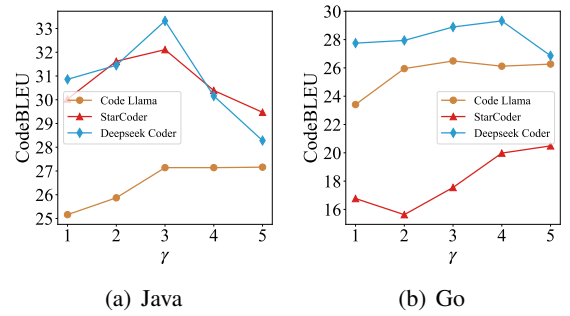 33
32
31
30
29
28
27
26
25
CodeBLEU
Code Llama
StarCoder
Deepseek Coder
1 2 3 4 5
γ
(a) Java
30
28
26
24
22
20
18
16
CodeBLEU
Code Llama
StarCoder
Deepseek Coder
1 2 3 4 5
γ
(b) Go